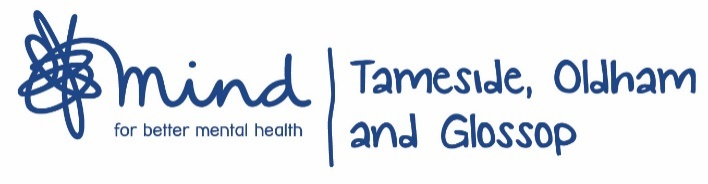 mind
for better mental health
Tameside, Oldham
and Glossop